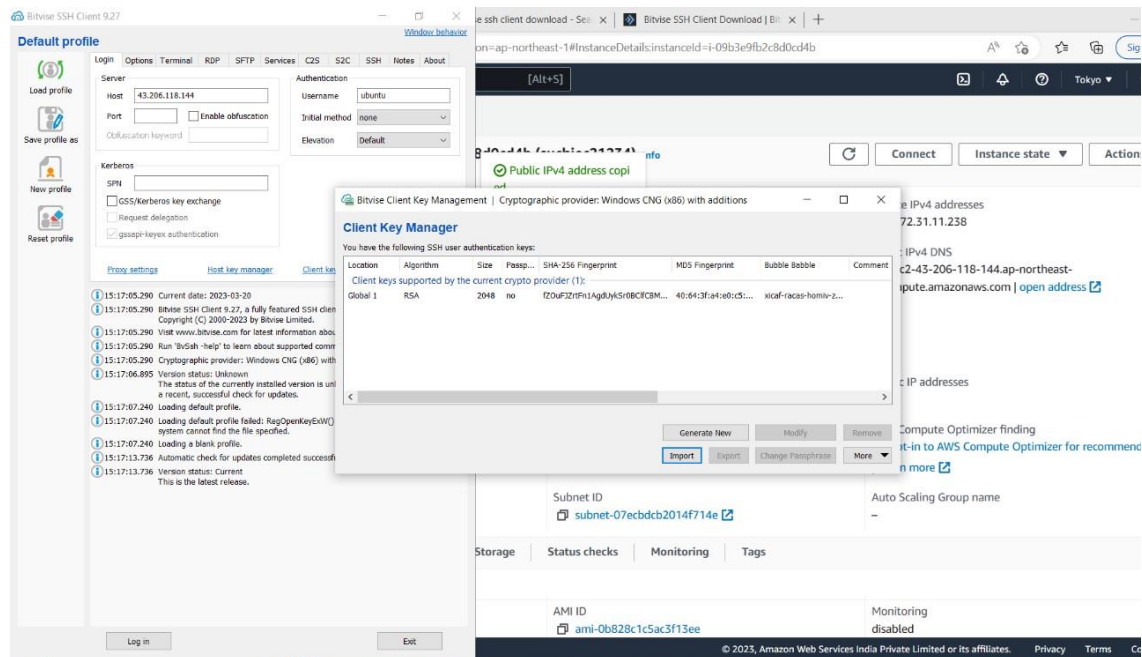 Bitvise SSH Client 9.27
Default profile
Window behavior
Load profile
Save profile as
New profile
Reset profile
Login Options Terminal RDP SFTP Services C2S S2C SSH Notes About
Server
Host 43.206.118.144
Port Enable obfuscation
Obfuscation keyword
Authentication
Username ubuntu
Initial method none
Elevation Default
Kerberos
SPN
GSS/Kerberos key exchange
Request delegation
gssapi-keyex authentication
Proxy settings Host key manager Client key
15:17:05.290 Current date: 2023-03-20
15:17:05.290 Bitvise SSH Client 9.27, a fully featured SSH clien
Copyright (C) 2000-2023 by Bitvise Limited.
15:17:05.290 Visit www.bitvise.com for latest information abou
15:17:05.290 Run 'BvSsh -help' to learn about supported comm
15:17:05.290 Cryptographic provider: Windows CNG (x86) with
15:17:06.895 Version status: Unknown
The status of the currently installed version is un
a recent, successful check for updates.
15:17:07.240 Loading default profile.
15:17:07.240 Loading default profile failed: RegOpenKeyExW()
system cannot find the file specified.
15:17:07.240 Loading a blank profile.
15:17:13.736 Automatic check for updates completed successf
15:17:13.736 Version status: Current
This is the latest release.
Log in Exit
e ssh client download - Sea Bitvise SSH Client Download | Bit
on=ap-northeast-1#InstanceDetails:instanceId=i-09b3e9fb2c8d0cd4b
Sig
[Alt+S] Tokyo
nfo
Connect Instance state Action
Public IPv4 address copi
Bitvise Client Key Management | Cryptographic provider: Windows CNG (x86) with additions
Client Key Manager
You have the following SSH user authentication keys:
Location Algorithm Size Passp... SHA-256 Fingerprint MD5 Fingerprint Bubble Babble Comment
Client keys supported by the current crypto provider (1):
Global 1 RSA 2048 no 40:64:3f:a4:e0:c5:... xicaf-racas-homiv-z...
Generate New Modify Remove
Import Export Change Passphrase More
e IPv4 addresses
72.31.11.238
IPv4 DNS
c2-43-206-118-144.ap-northeast-
pute.amazonaws.com | open address
IP addresses
Compute Optimizer finding
pt-in to AWS Compute Optimizer for recommend
n more
Subnet ID
subnet-07ecbdcb2014f714e
Auto Scaling Group name
–
Storage Status checks Monitoring Tags
AMI ID
ami-0b828c1c5ac3f13ee
Monitoring
disabled
© 2023, Amazon Web Services India Private Limited or its affiliates. Privacy Terms Co